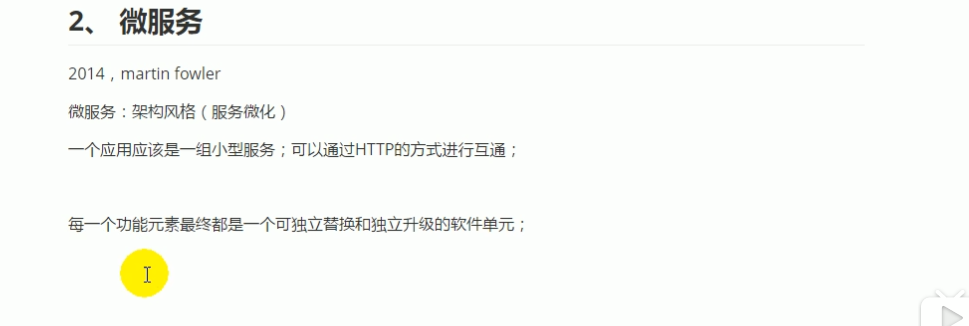 2、 微服务
2014，martin fowler
微服务：架构风格（服务微化）
一个应用应该是一组小型服务；可以通过HTTP的方式进行互通；
每一个功能元素最终都是一个可独立替换和独立升级的软件单元；